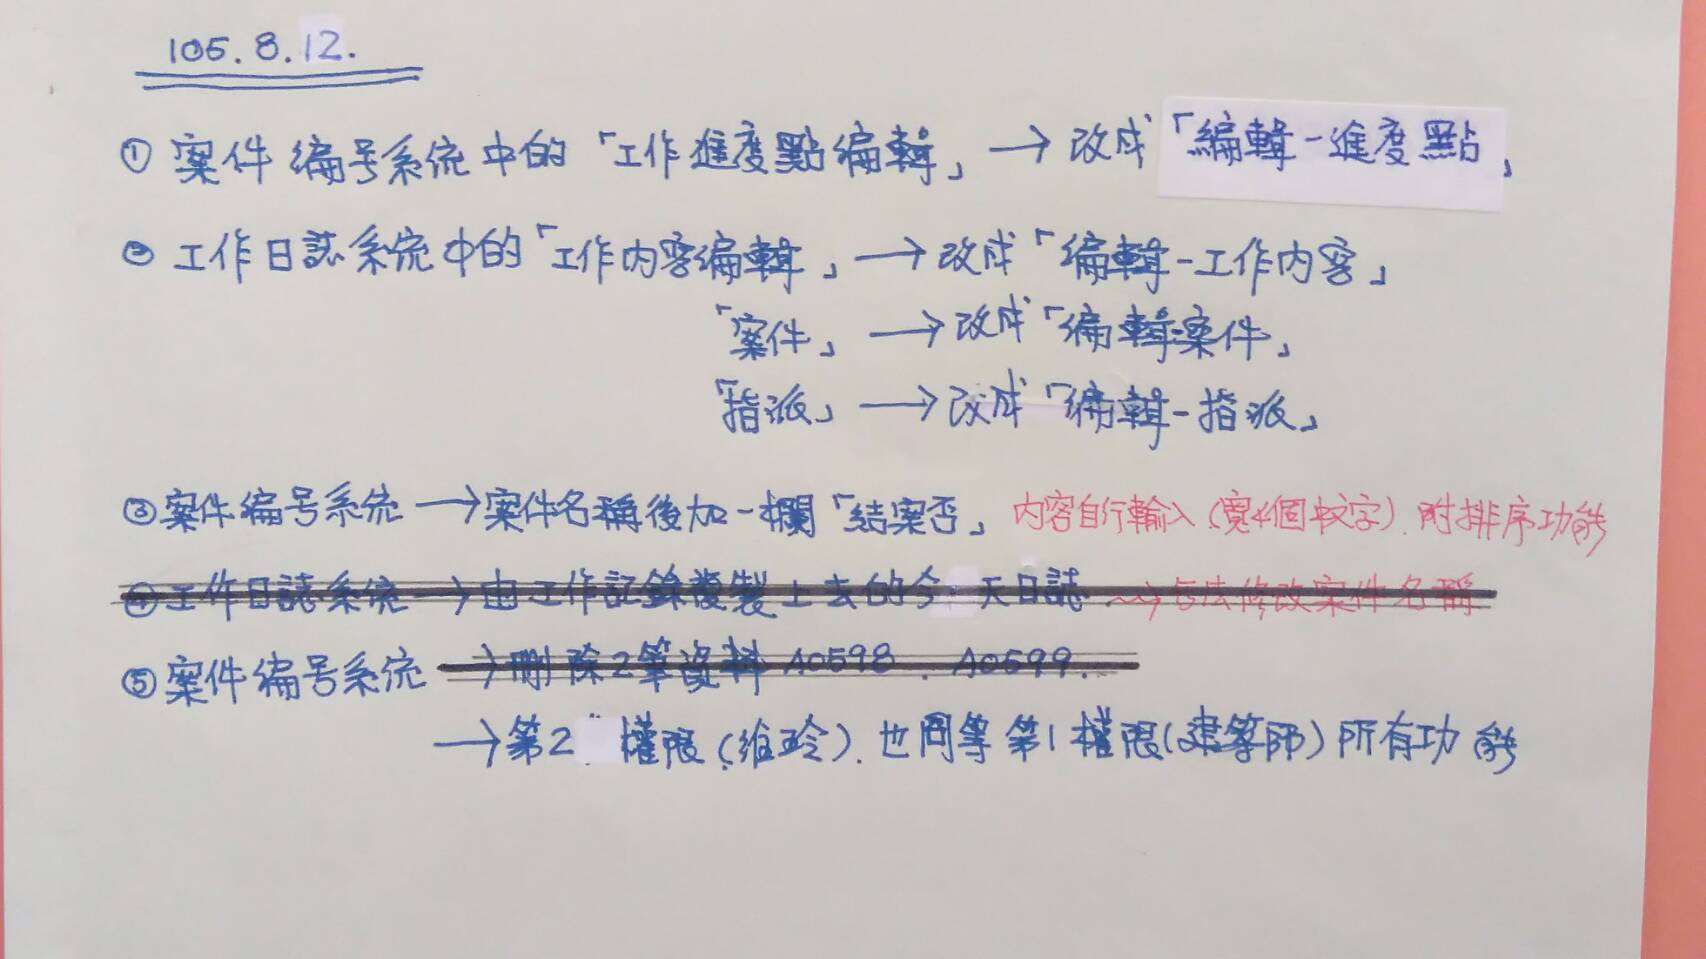 105.8.12.
① 案件編号系統中的「工作進度點編輯」→改成「編輯-進度點」
② 工作日誌系統中的「工作內容編輯」→改成「編輯-工作內容」
「案件」→改成「編輯-案件」
「指派」→改成「編輯-指派」
③ 案件編号系統→案件名稱後加一欄「結案否」內容自行輸入(寬4個中文字).附排序功能
④ 工作日誌系統→由工作記錄複製上去的今天日誌 修改案件名稱
⑤ 案件編号系統→刪除2筆資料 A0598、A0599.
→第2權限(維玲).也同等第1權限(建築師)所有功能